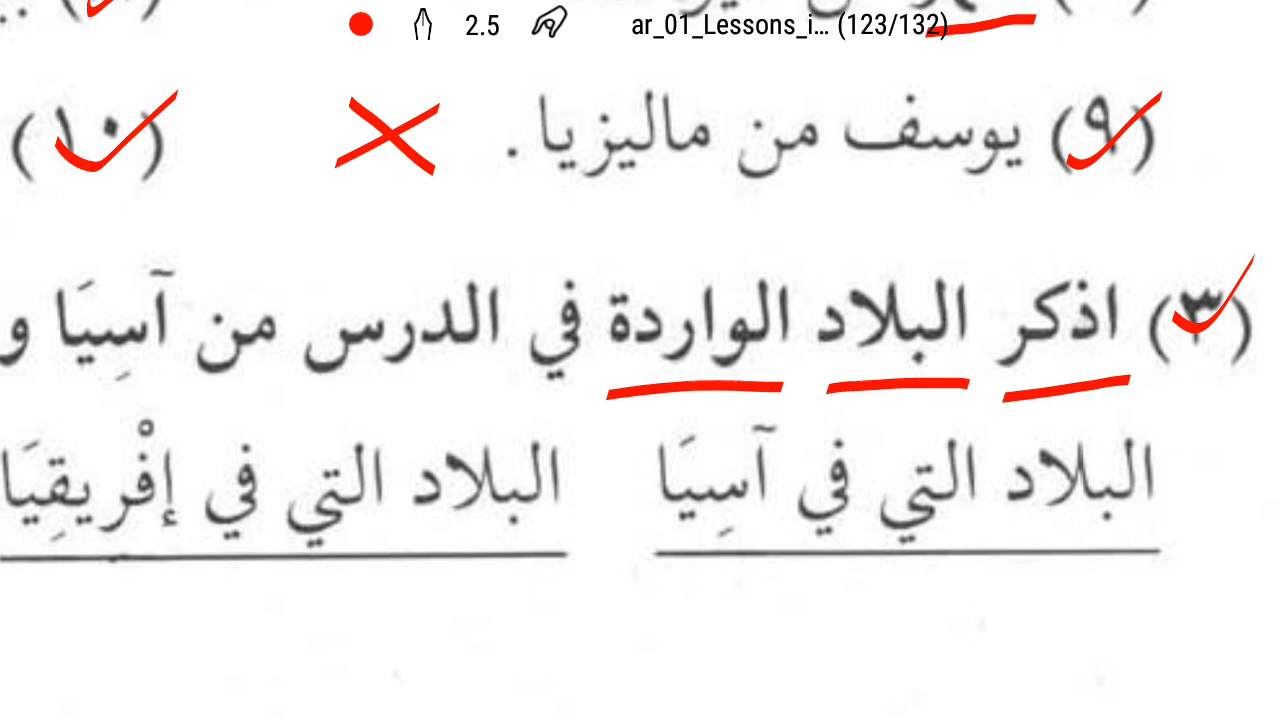 2.5 ar_01_Lessons_i… (123/132)
(٩) يوسف من ماليزيا . (١٠)
(٣) اذكر البلاد الواردة في الدرس من آسِيَا و
البلاد التي في آسِيَا البلاد التي في إفْريقِيَا